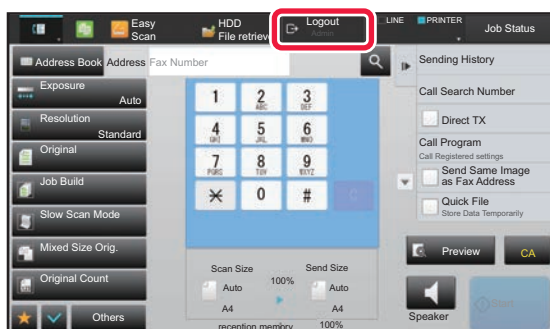 Easy
Scan
HDD
File retrieve
Logout
Admin
LINE
PRINTER
Job Status
Address Book
Address
Fax Number
Exposure
Auto
Resolution
Standard
Original
Job Build
Slow Scan Mode
Mixed Size Orig.
Original Count
Others
1
2
ABC
3
DEF
4
GHI
5
JKL
6
MNO
7
PQRS
8
TUV
9
WXYZ
0
#
C
Scan Size
Auto
A4
100%
Send Size
Auto
A4
reception memory
100%
Sending History
Call Search Number
Direct TX
Call Program
Call Registered settings
Send Same Image
as Fax Address
Quick File
Store Data Temporarily
Preview
CA
Speaker
Start